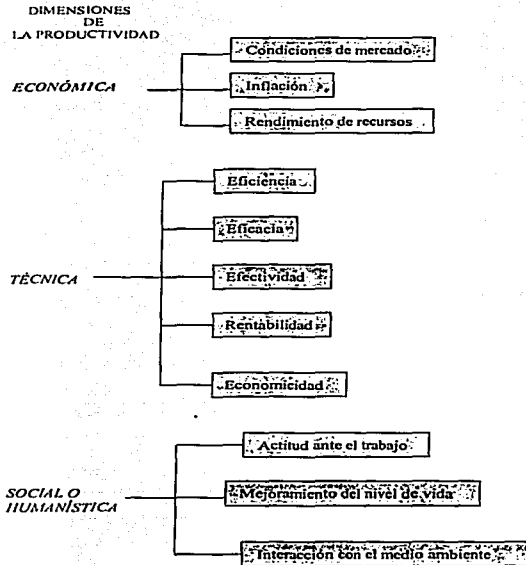 DIMENSIONES
DE
LA PRODUCTIVIDAD
ECONÓMICA
Condiciones de mercado
Inflación
Rendimiento de recursos
TÉCNICA
Eficiencia
Eficacia
Efectividad
Rentabilidad
Economicidad
SOCIAL O
HUMANÍSTICA
Actitud ante el trabajo
Mejoramiento del nivel de vida
Interacción con el medio ambiente